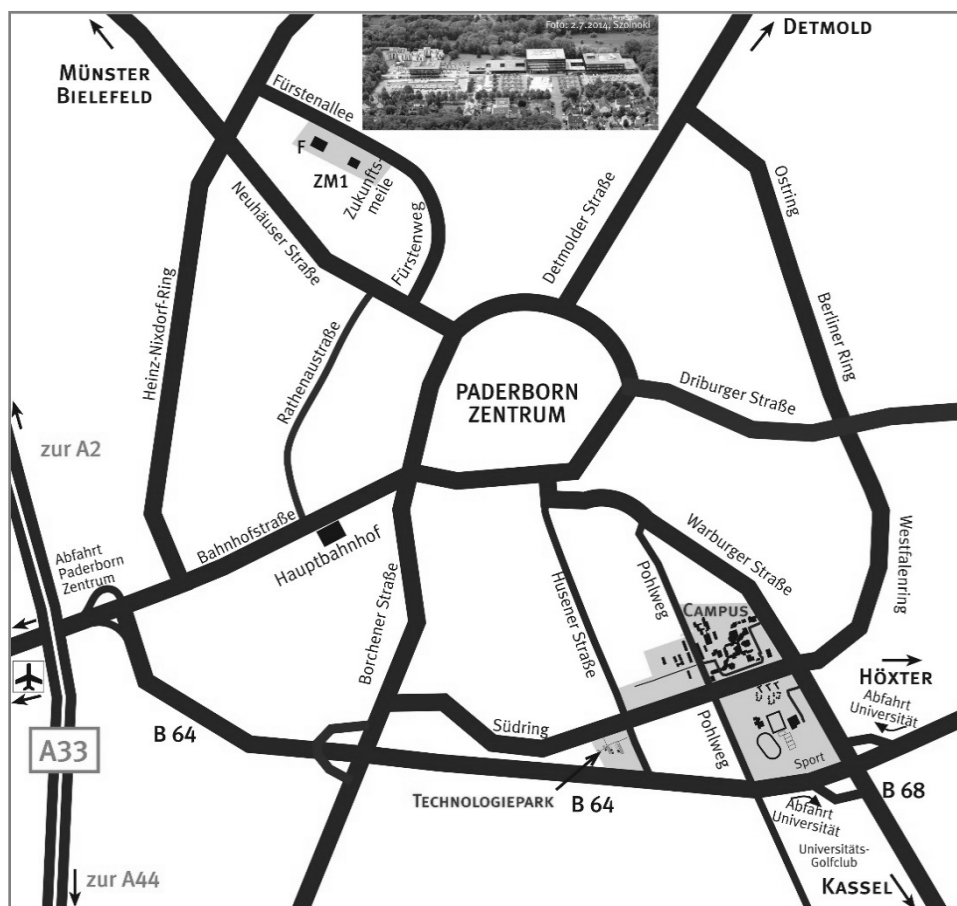 Foto: 2.7.2014, Szolnoki
DETMOLD
MÜNSTER
BIELEFELD
Fürstenallee
F
ZM1
Zukunfts-
meile
Neuhäuser Straße
Fürstenweg
Detmolder Straße
Ostring
Heinz-Nixdorf-Ring
Rathenaustraße
Berliner Ring
PADERBORN
ZENTRUM
Driburger Straße
zur A2
Abfahrt
Paderborn
Zentrum
Bahnhofstraße
Hauptbahnhof
Borchener Straße
Husener Straße
Pohlweg
Warburger Straße
Westfalenring
CAMPUS
HÖXTER
Abfahrt
Universität
A33
B 64
Südring
Pohlweg
Sport
TECHNOLOGIEPARK
B 64
B 68
Abfahrt
Universität
Universitäts-
Golfclub
KASSEL
zur A44